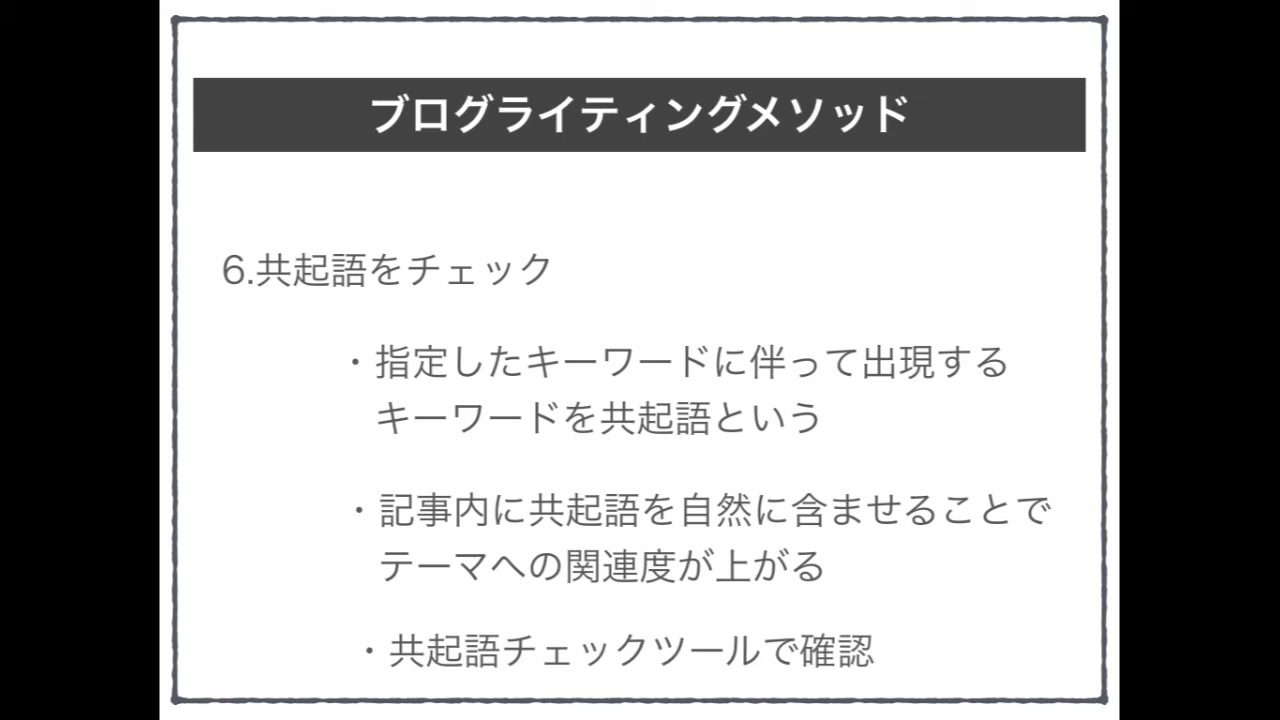 ブログライティングメソッド
6.共起語をチェック
・指定したキーワードに伴って出現する
キーワードを共起語という
・記事内に共起語を自然に含ませることで
テーマへの関連度が上がる
・共起語チェックツールで確認